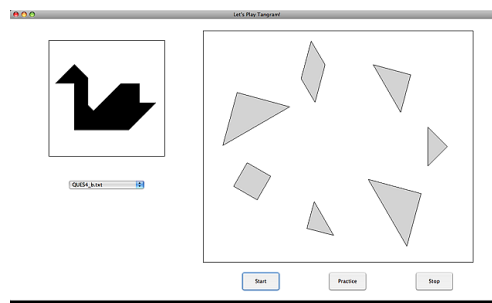 Let's Play Tangram!
QUES4_b.txt
Start
Practice
Stop